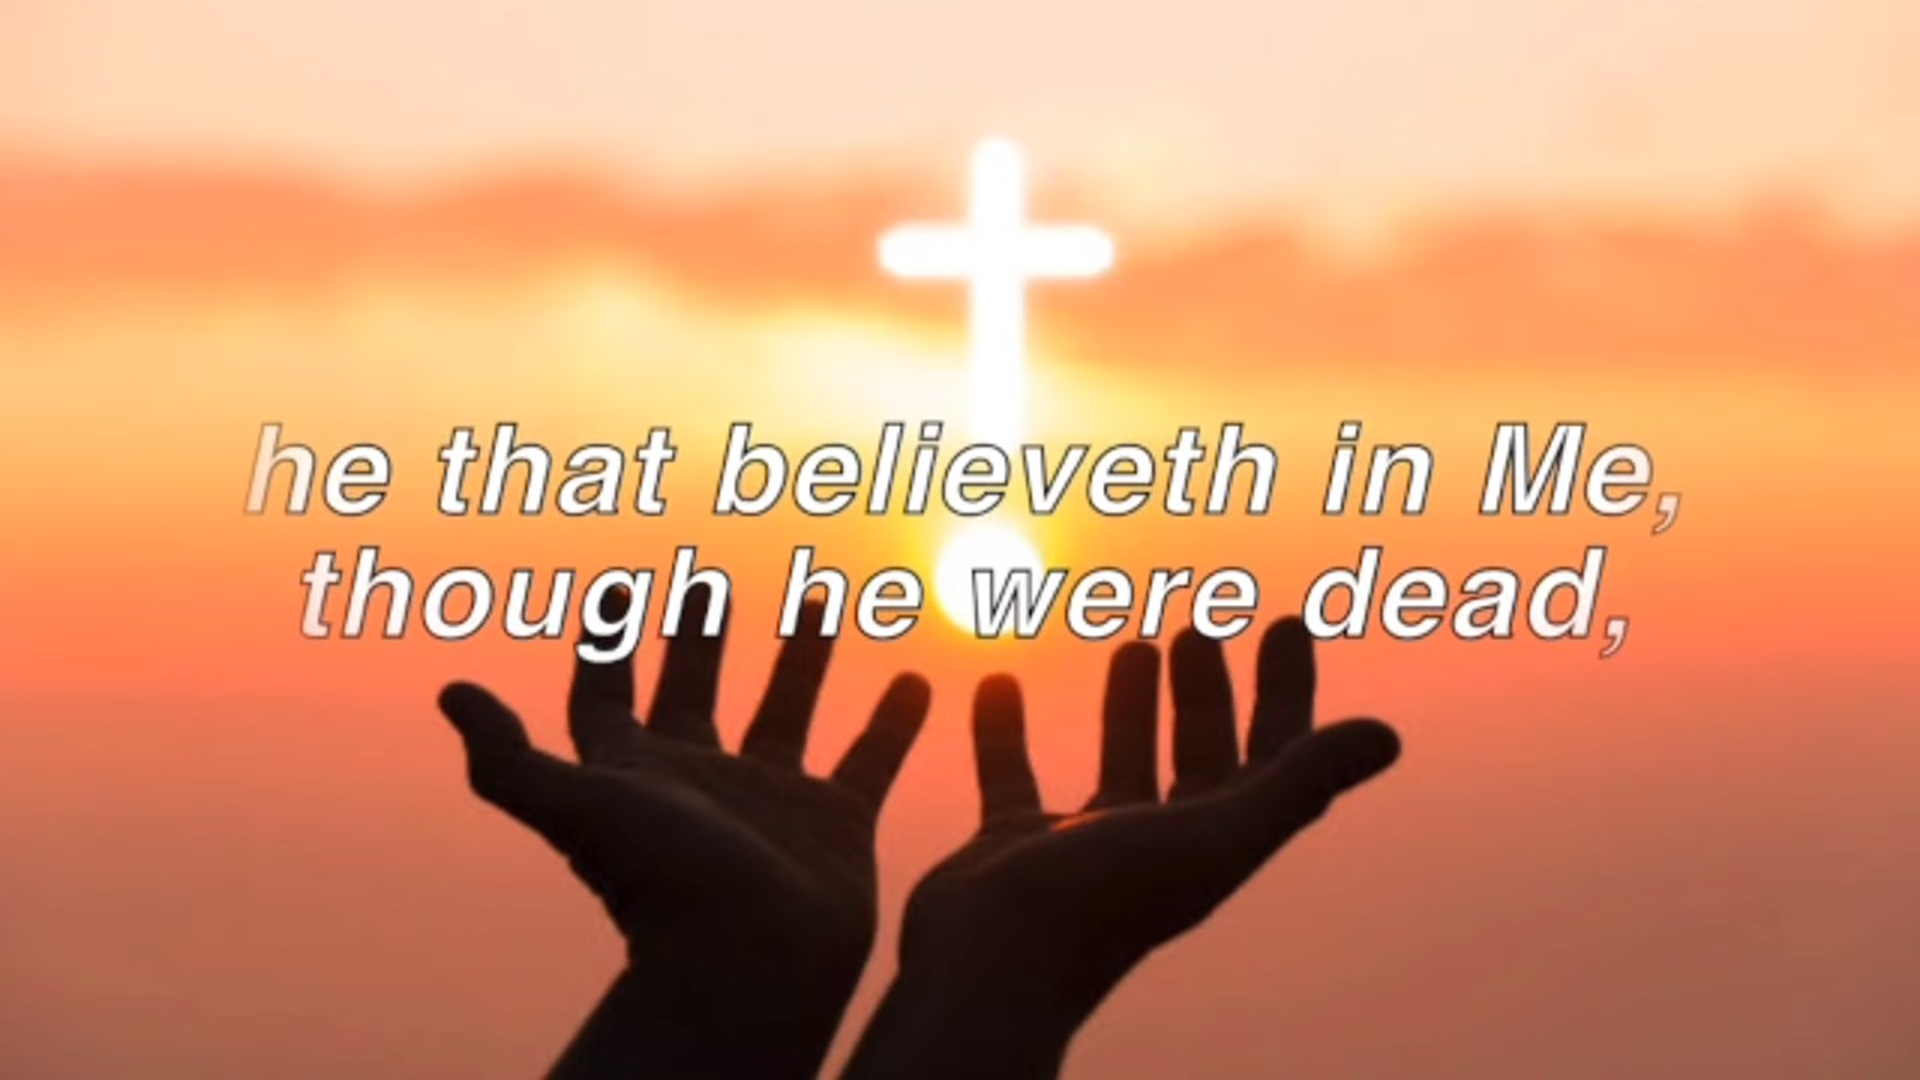 he that believeth in Me,
though he were dead,